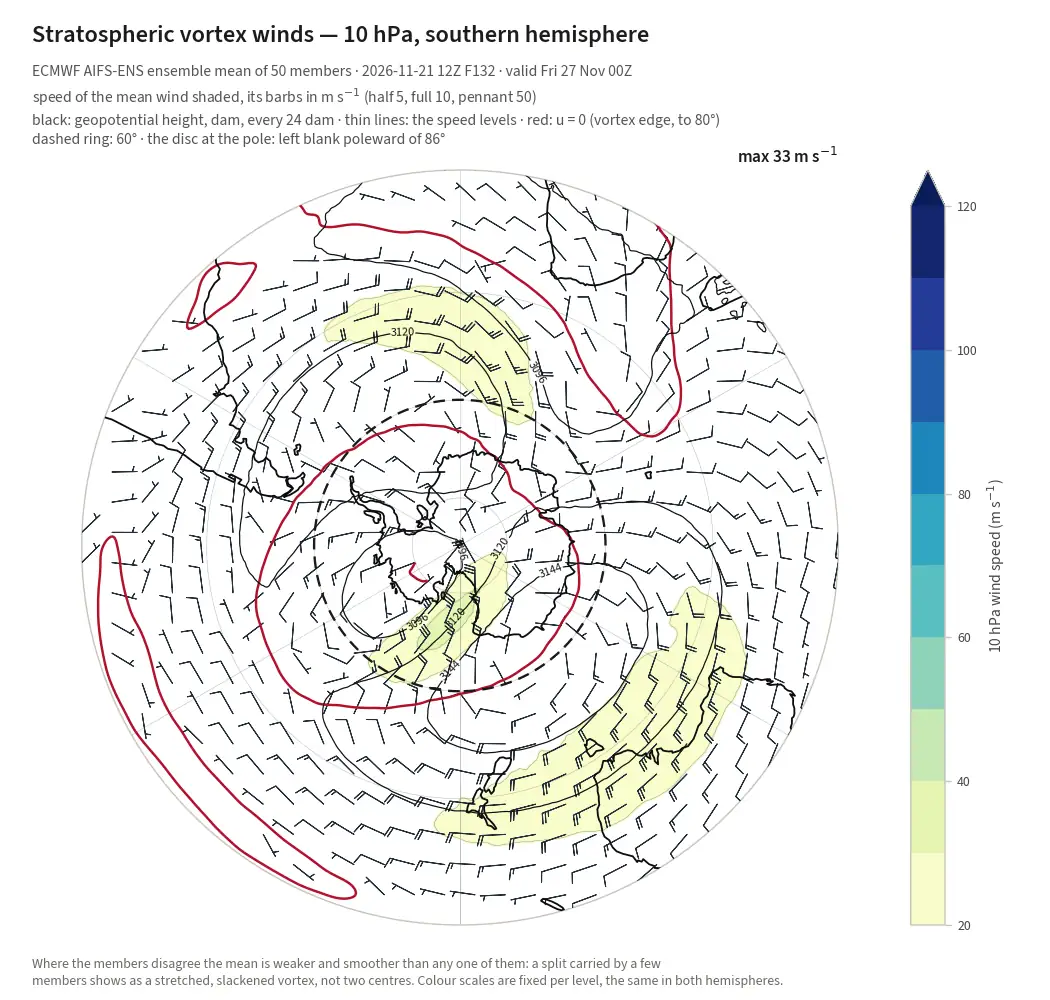 Stratospheric vortex winds — 10 hPa, southern hemisphere
ECMWF AIFS-ENS ensemble mean of 50 members · 2026-11-21 12Z F132 · valid Fri 27 Nov 00Z
speed of the mean wind shaded, its barbs in m s⁻¹ (half 5, full 10, pennant 50)
black: geopotential height, dam, every 24 dam · thin lines: the speed levels · red: u = 0 (vortex edge, to 80°)
dashed ring: 60° · the disc at the pole: left blank poleward of 86°
max 33 m s⁻¹
120
100
80
60
40
20
10 hPa wind speed (m s⁻¹)
3120
3096
3120
3096
3144
3096
3120
3144
Where the members disagree the mean is weaker and smoother than any one of them: a split carried by a few
members shows as a stretched, slackened vortex, not two centres. Colour scales are fixed per level, the same in both hemispheres.